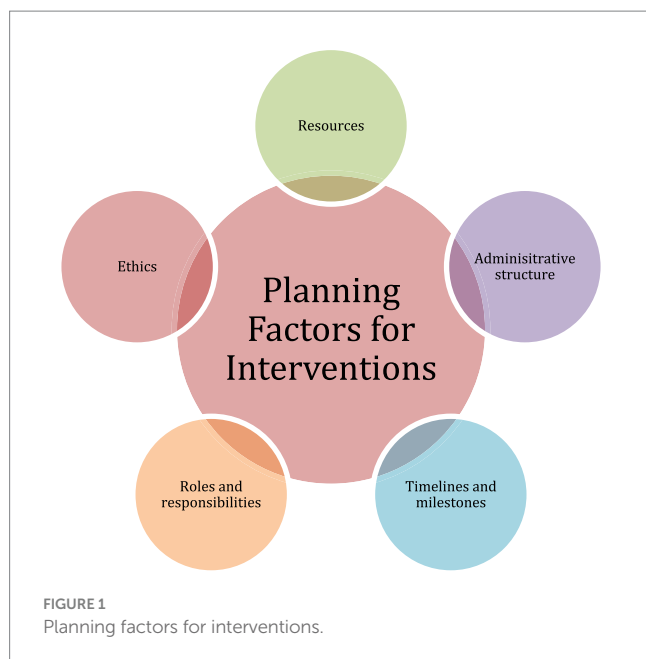 Resources
Adminisitrative
structure
Ethics
Planning
Factors for
Interventions
Roles and
responsibilities
Timelines and
milestones
FIGURE 1
Planning factors for interventions.